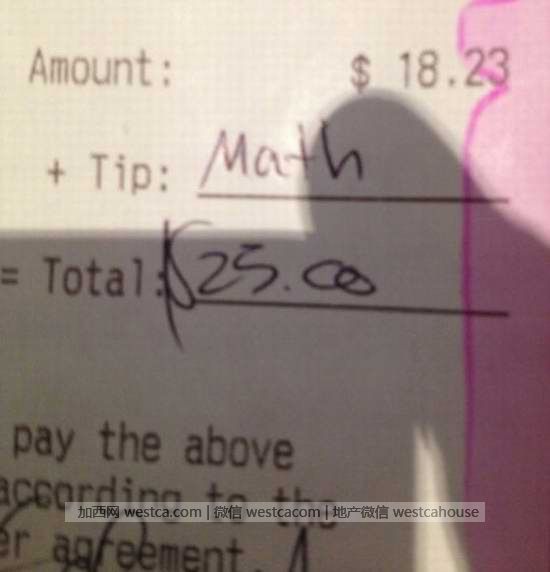 Amount: $ 18.23
+ Tip: Math
= Total: $25.00
pay the above
according to the
加西网 westca.com | 微信 westcacom | 地产微信 westcahouse
er agreement.